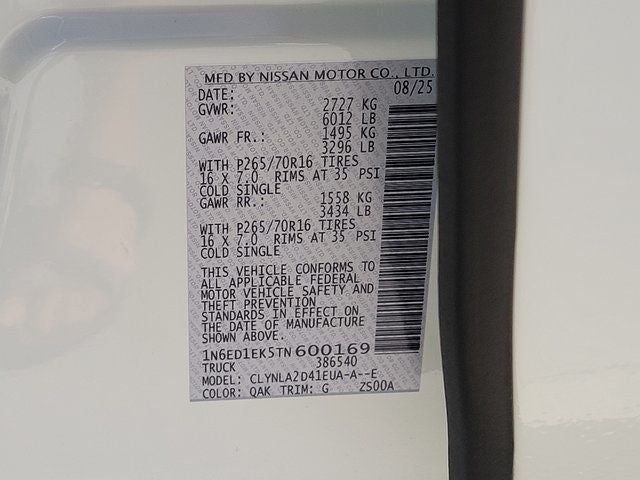 MFD BY NISSAN MOTOR CO., LTD.
DATE: 08/25
GVWR: 2727 KG
6012 LB
GAWR FR.: 1495 KG
3296 LB
WITH P265/70R16 TIRES
16 X 7.0 RIMS AT 35 PSI
COLD SINGLE
GAWR RR.: 1558 KG
3434 LB
WITH P265/70R16 TIRES
16 X 7.0 RIMS AT 35 PSI
COLD SINGLE
THIS VEHICLE CONFORMS TO
ALL APPLICABLE FEDERAL
MOTOR VEHICLE SAFETY AND
THEFT PREVENTION
STANDARDS IN EFFECT ON
THE DATE OF MANUFACTURE
SHOWN ABOVE.
1N6ED1EK5TN600169
TRUCK 386540
MODEL: CLYNLA2D41EUA-A--E
COLOR: QAK TRIM: G ZS00A